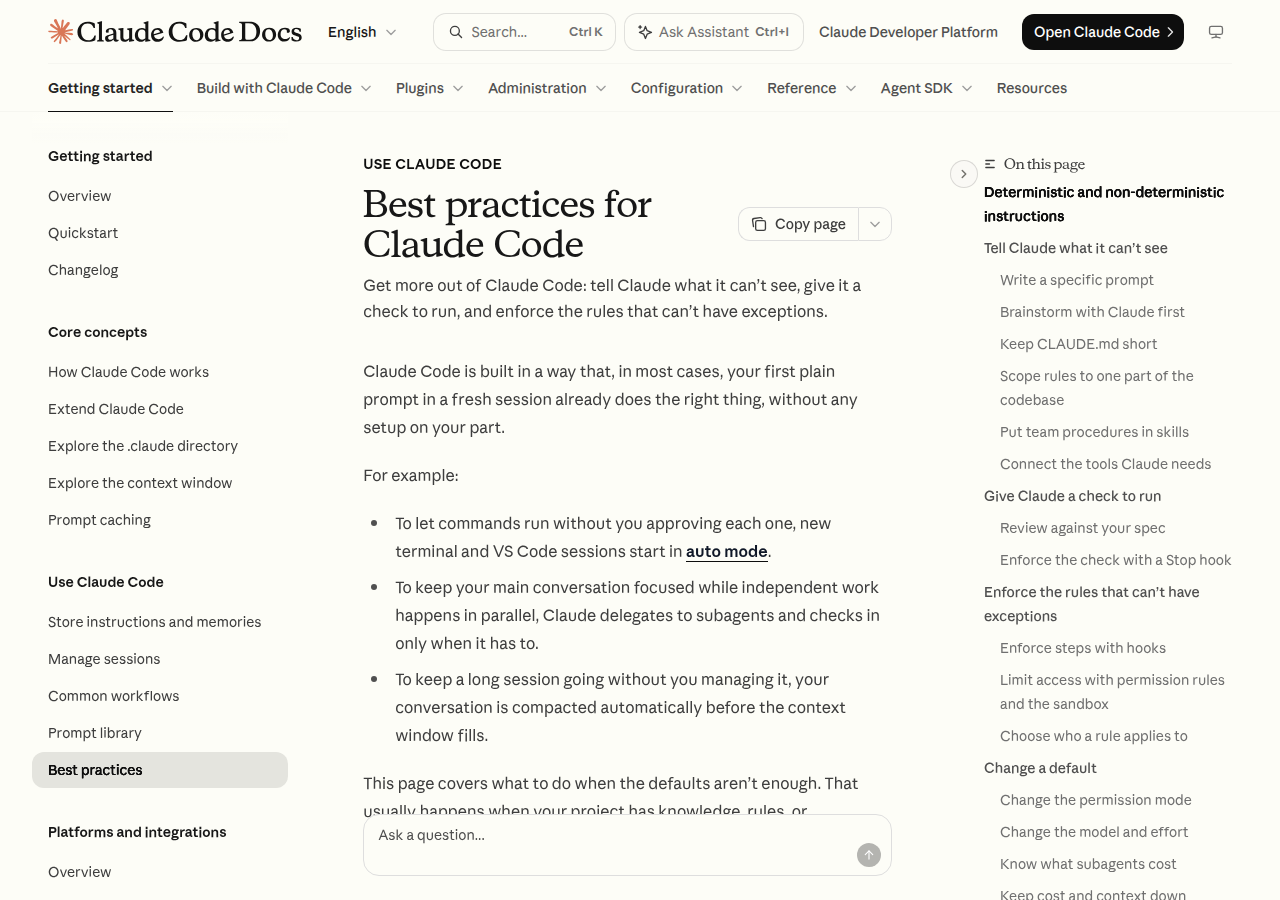 Claude Code Docs
English
Search...
Ctrl K
Ask Assistant
Ctrl+I
Claude Developer Platform
Open Claude Code
Getting started
Build with Claude Code
Plugins
Administration
Configuration
Reference
Agent SDK
Resources
Getting started
Overview
Quickstart
Changelog
Core concepts
How Claude Code works
Extend Claude Code
Explore the .claude directory
Explore the context window
Prompt caching
Use Claude Code
Store instructions and memories
Manage sessions
Common workflows
Prompt library
Best practices
Platforms and integrations
Overview
USE CLAUDE CODE
Best practices for
Claude Code
Copy page
Get more out of Claude Code: tell Claude what it can’t see, give it a
check to run, and enforce the rules that can’t have exceptions.
Claude Code is built in a way that, in most cases, your first plain
prompt in a fresh session already does the right thing, without any
setup on your part.
For example:
To let commands run without you approving each one, new
terminal and VS Code sessions start in auto mode.
To keep your main conversation focused while independent work
happens in parallel, Claude delegates to subagents and checks in
only when it has to.
To keep a long session going without you managing it, your
conversation is compacted automatically before the context
window fills.
This page covers what to do when the defaults aren’t enough. That
usually happens when your project has knowledge, rules, or
Ask a question...
On this page
Deterministic and non-deterministic
instructions
Tell Claude what it can’t see
Write a specific prompt
Brainstorm with Claude first
Keep CLAUDE.md short
Scope rules to one part of the
codebase
Put team procedures in skills
Connect the tools Claude needs
Give Claude a check to run
Review against your spec
Enforce the check with a Stop hook
Enforce the rules that can’t have
exceptions
Enforce steps with hooks
Limit access with permission rules
and the sandbox
Choose who a rule applies to
Change a default
Change the permission mode
Change the model and effort
Know what subagents cost
Keep cost and context down